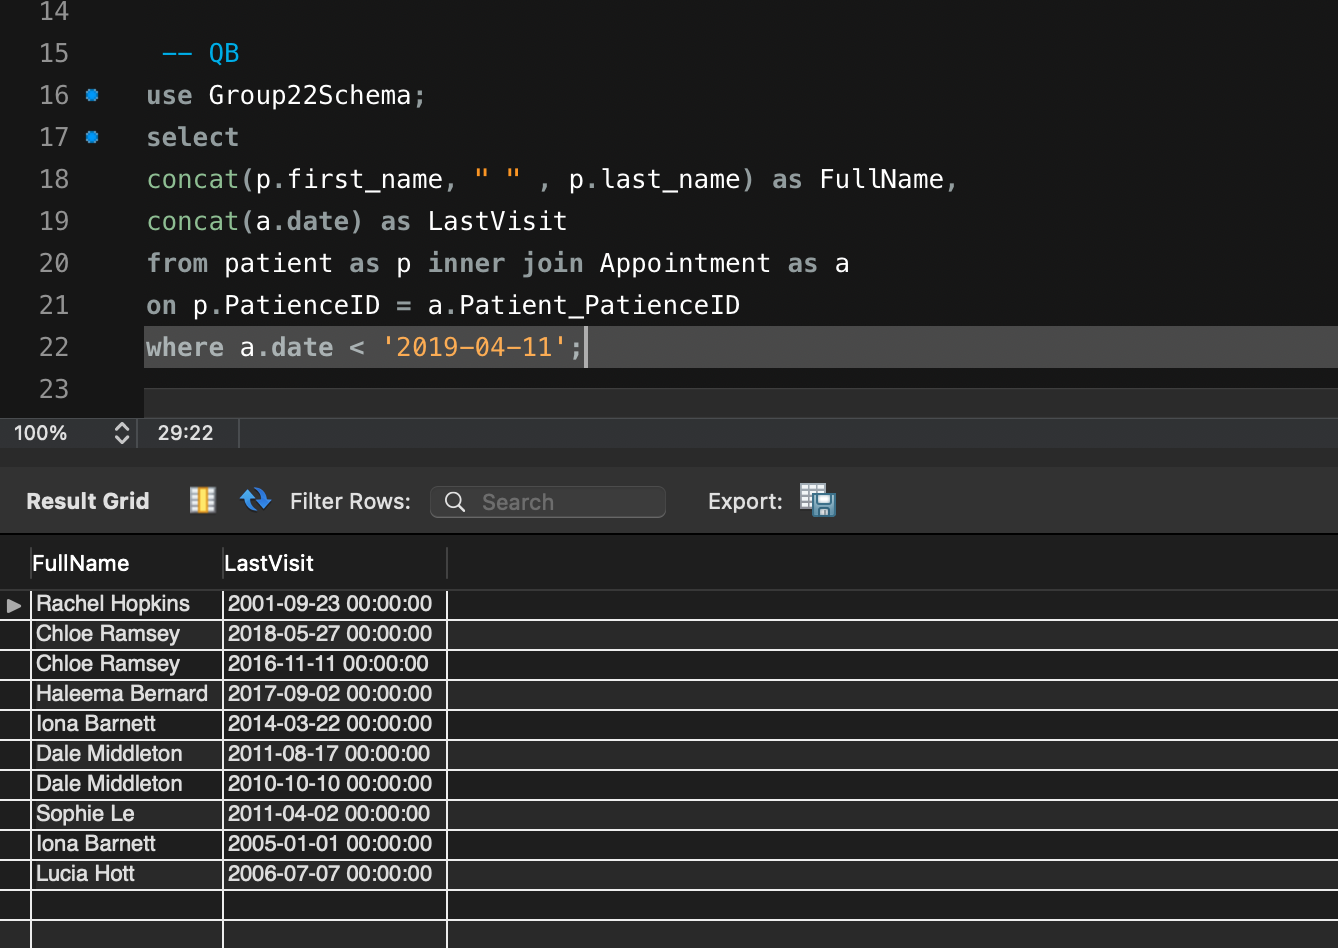 14
15 -- QB
16 use Group22Schema;
17 select
18 concat(p.first_name, " " , p.last_name) as FullName,
19 concat(a.date) as LastVisit
20 from patient as p inner join Appointment as a
21 on p.PatienceID = a.Patient_PatienceID
22 where a.date < '2019-04-11';
23
100% 29:22
Result Grid Filter Rows: Search Export:
FullName LastVisit
Rachel Hopkins 2001-09-23 00:00:00
Chloe Ramsey 2018-05-27 00:00:00
Chloe Ramsey 2016-11-11 00:00:00
Haleema Bernard 2017-09-02 00:00:00
Iona Barnett 2014-03-22 00:00:00
Dale Middleton 2011-08-17 00:00:00
Dale Middleton 2010-10-10 00:00:00
Sophie Le 2011-04-02 00:00:00
Iona Barnett 2005-01-01 00:00:00
Lucia Hott 2006-07-07 00:00:00